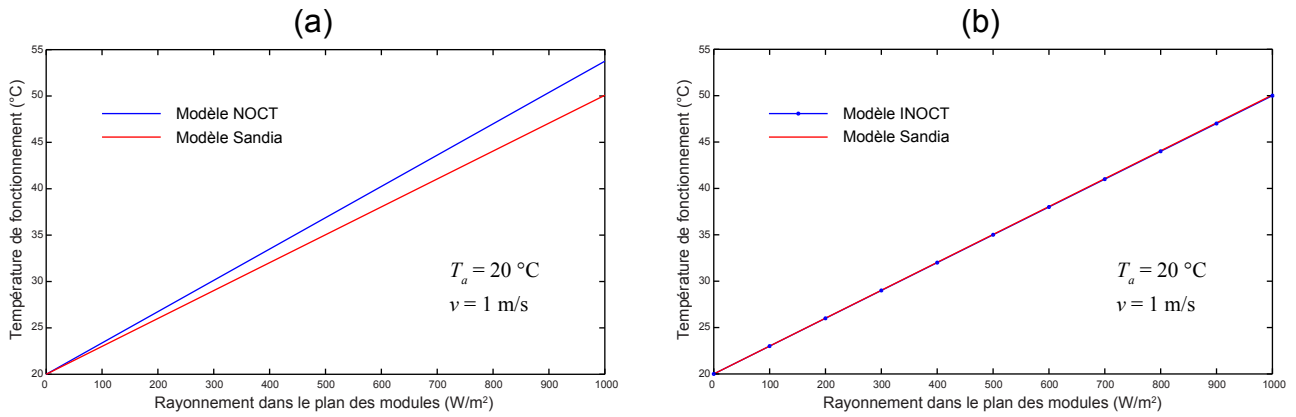 (a)
Température de fonctionnement (°C)
55
50
45
40
35
30
25
20
Modèle NOCT
Modèle Sandia
Tₐ = 20 °C
v = 1 m/s
0 100 200 300 400 500 600 700 800 900 1000
Rayonnement dans le plan des modules (W/m²)
(b)
Température de fonctionnement (°C)
55
50
45
40
35
30
25
20
Modèle INOCT
Modèle Sandia
Tₐ = 20 °C
v = 1 m/s
0 100 200 300 400 500 600 700 800 900 1000
Rayonnement dans le plan des modules (W/m²)